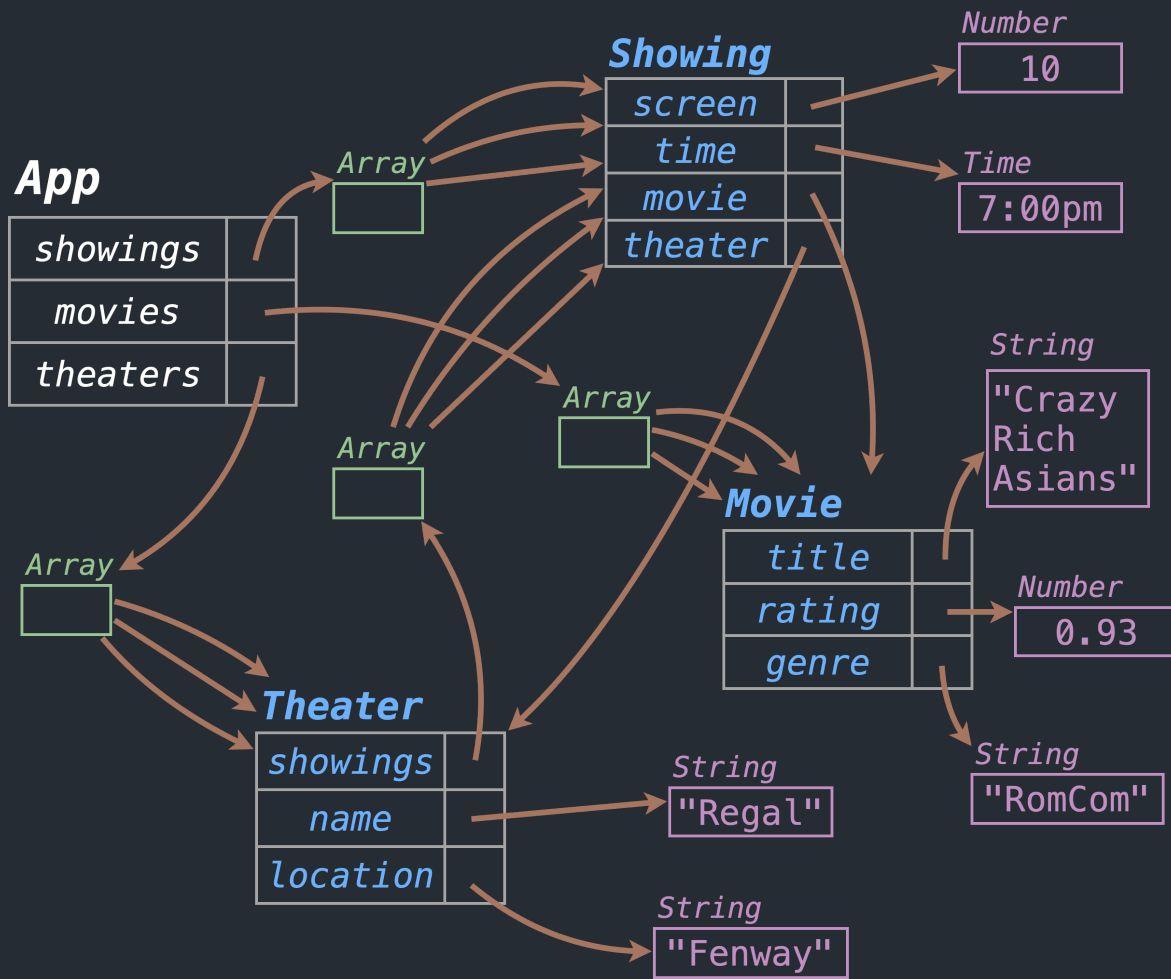 App
showings
movies
theaters
Array
Showing
screen
time
movie
theater
Number
10
Time
7:00pm
Array
Array
String
"Crazy
Rich
Asians"
Movie
title
rating
genre
Number
0.93
String
"RomCom"
Array
Theater
showings
name
location
String
"Regal"
String
"Fenway"